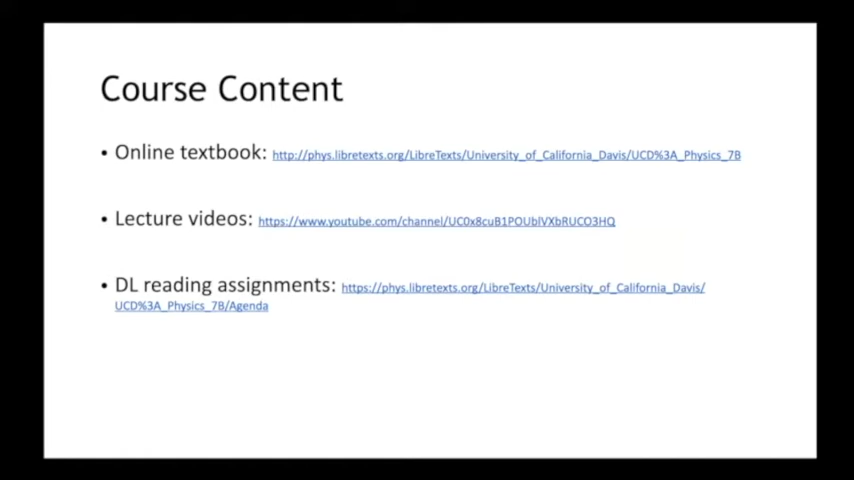 Course Content
• Online textbook: http://phys.libretexts.org/LibreTexts/University_of_California_Davis/UCD%3A_Physics_7B
• Lecture videos: https://www.youtube.com/channel/UC0x8cuB1POUblVXbRUCO3HQ
• DL reading assignments: https://phys.libretexts.org/LibreTexts/University_of_California_Davis/
UCD%3A_Physics_7B/Agenda